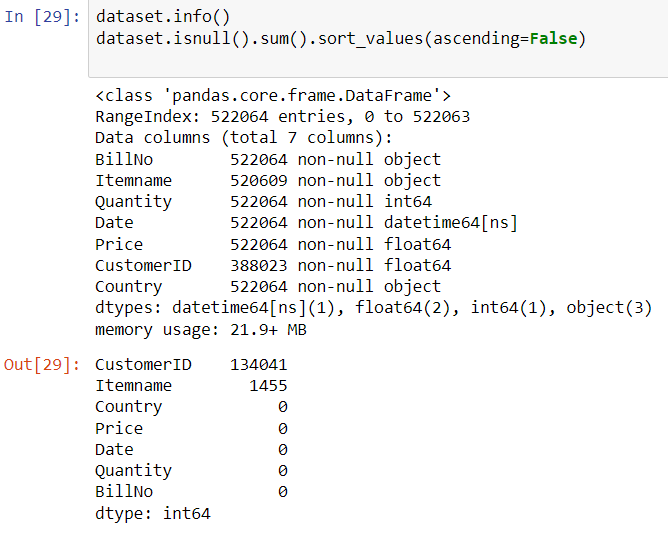 In [29]: dataset.info()
dataset.isnull().sum().sort_values(ascending=False)
<class 'pandas.core.frame.DataFrame'>
RangeIndex: 522064 entries, 0 to 522063
Data columns (total 7 columns):
BillNo 522064 non-null object
Itemname 520609 non-null object
Quantity 522064 non-null int64
Date 522064 non-null datetime64[ns]
Price 522064 non-null float64
CustomerID 388023 non-null float64
Country 522064 non-null object
dtypes: datetime64[ns](1), float64(2), int64(1), object(3)
memory usage: 21.9+ MB
Out[29]: CustomerID 134041
Itemname 1455
Country 0
Price 0
Date 0
Quantity 0
BillNo 0
dtype: int64